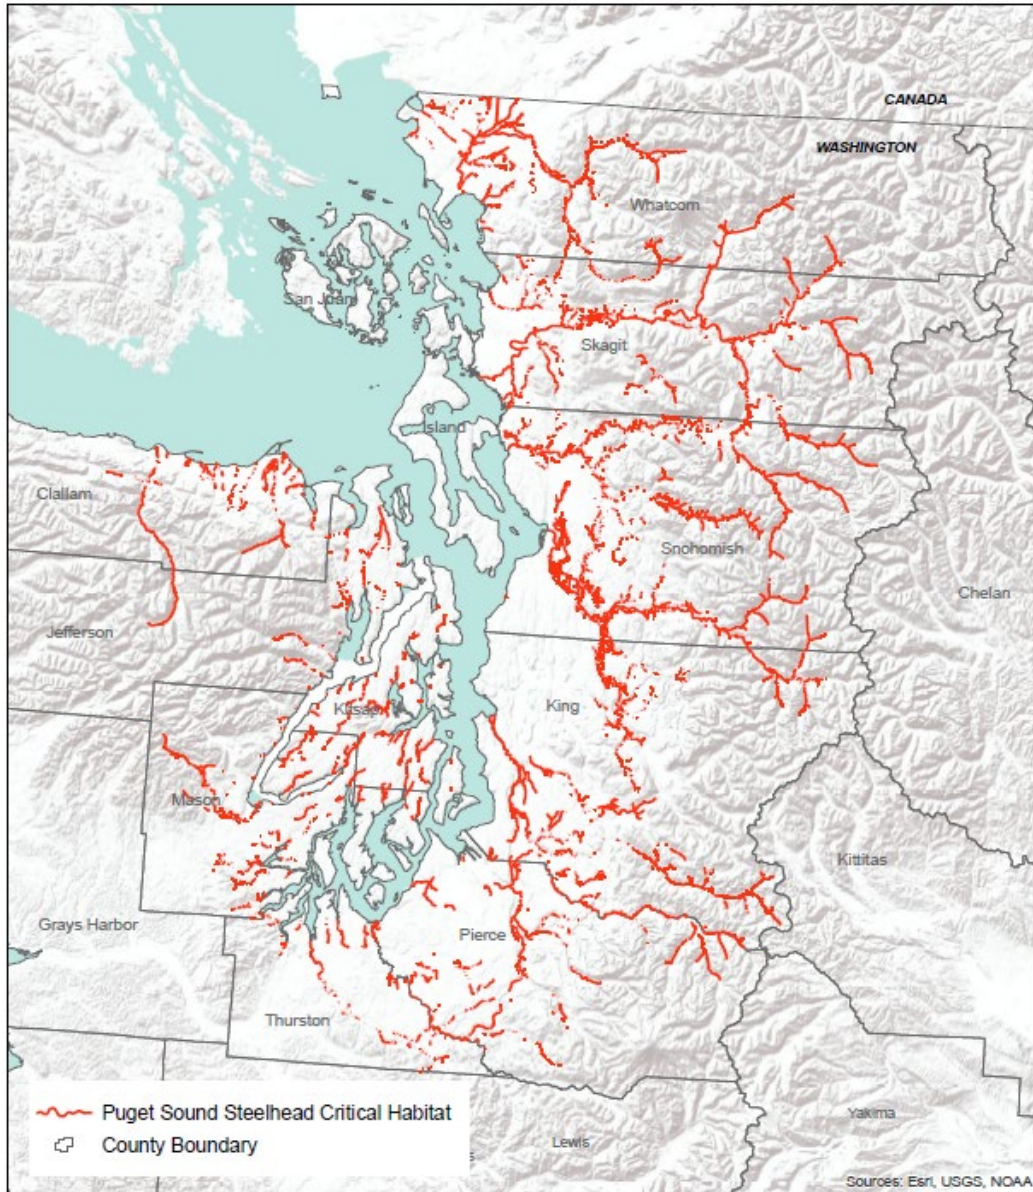 CANADA
WASHINGTON
Whatcom
San Juan
Skagit
Island
Clallam
Snohomish
Chelan
Jefferson
King
Kitsap
Mason
Kittitas
Grays Harbor
Pierce
Thurston
Puget Sound Steelhead Critical Habitat
County Boundary
Yakima
Lewis
Sources: Esri, USGS, NOAA